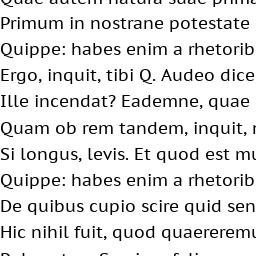 Quae autem natura suae prima
Primum in nostrane potestate
Quippe: habes enim a rhetorib
Ergo, inquit, tibi Q. Audeo dice
Ille incendat? Eademne, quae
Quam ob rem tandem, inquit,
Si longus, levis. Et quod est mu
Quippe: habes enim a rhetorib
De quibus cupio scire quid sen
Hic nihil fuit, quod quaereremu